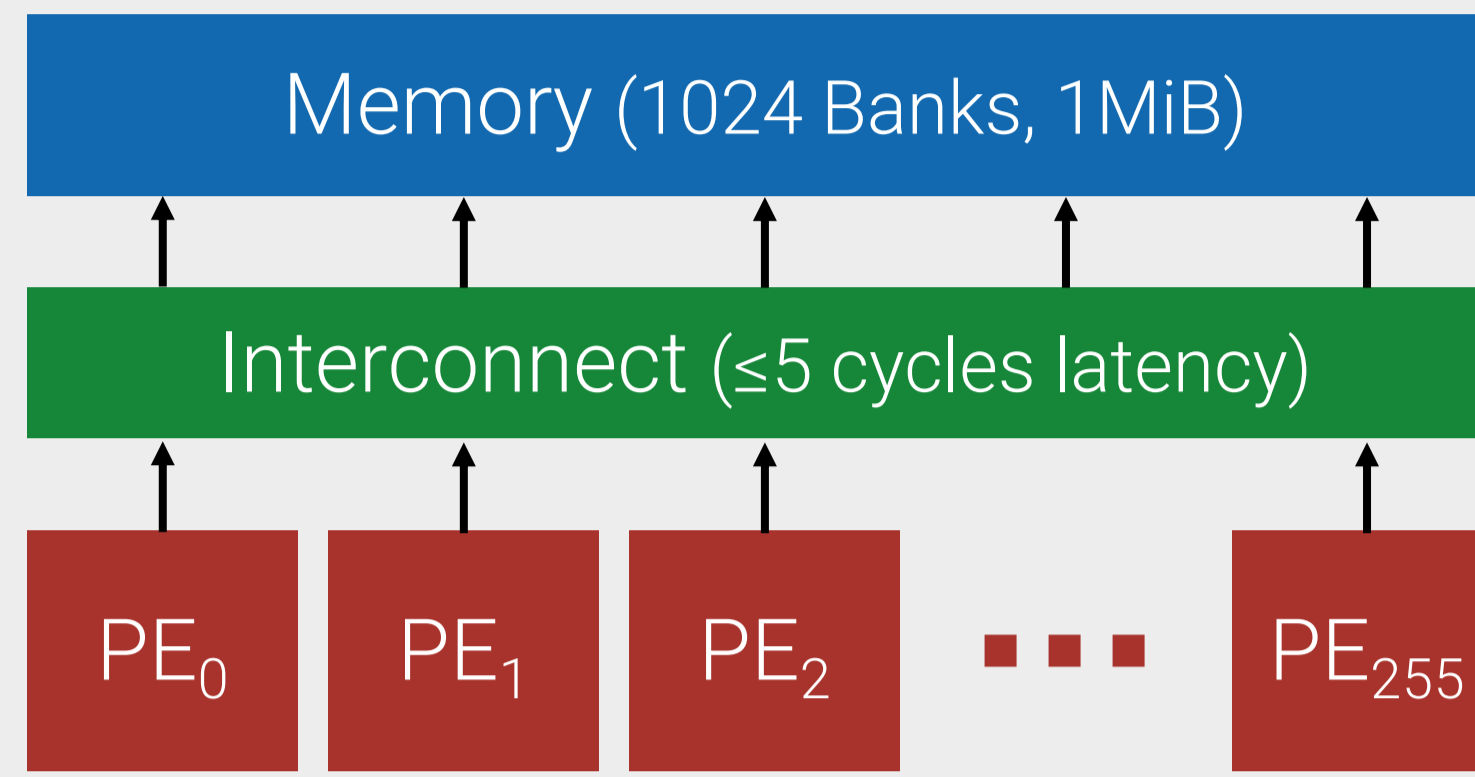 Memory (1024 Banks, 1MiB)
Interconnect (≤5 cycles latency)
PE₀ PE₁ PE₂ PE₂₅₅